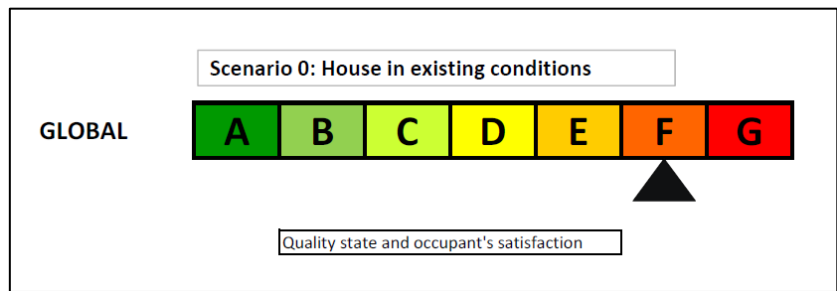 Scenario 0: House in existing conditions
GLOBAL A B C D E F G
Quality state and occupant's satisfaction